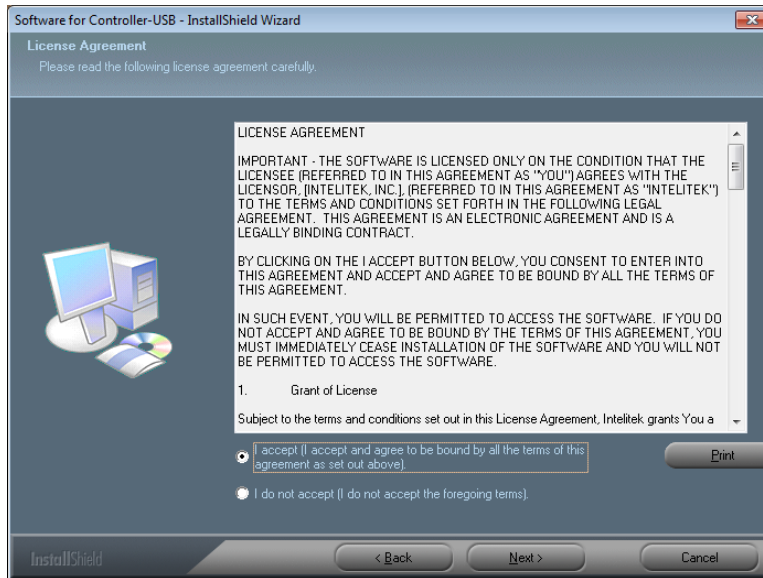 Software for Controller-USB - InstallShield Wizard
License Agreement
Please read the following license agreement carefully.
LICENSE AGREEMENT
IMPORTANT - THE SOFTWARE IS LICENSED ONLY ON THE CONDITION THAT THE
LICENSEE (REFERRED TO IN THIS AGREEMENT AS "YOU") AGREES WITH THE
LICENSOR, [INTELITEK, INC.], (REFERRED TO IN THIS AGREEMENT AS "INTELITEK")
TO THE TERMS AND CONDITIONS SET FORTH IN THE FOLLOWING LEGAL
AGREEMENT.  THIS AGREEMENT IS AN ELECTRONIC AGREEMENT AND IS A
LEGALLY BINDING CONTRACT.
BY CLICKING ON THE I ACCEPT BUTTON BELOW, YOU CONSENT TO ENTER INTO
THIS AGREEMENT AND ACCEPT AND AGREE TO BE BOUND BY ALL THE TERMS OF
THIS AGREEMENT.
IN SUCH EVENT, YOU WILL BE PERMITTED TO ACCESS THE SOFTWARE.  IF YOU DO
NOT ACCEPT AND AGREE TO BE BOUND BY THE TERMS OF THIS AGREEMENT, YOU
MUST IMMEDIATELY CEASE INSTALLATION OF THE SOFTWARE AND YOU WILL NOT
BE PERMITTED TO ACCESS THE SOFTWARE.
1. Grant of License
Subject to the terms and conditions set out in this License Agreement, Intelitek grants You a
I accept (I accept and agree to be bound by all the terms of this
agreement as set out above).
Print
I do not accept (I do not accept the foregoing terms).
InstallShield
< Back
Next >
Cancel